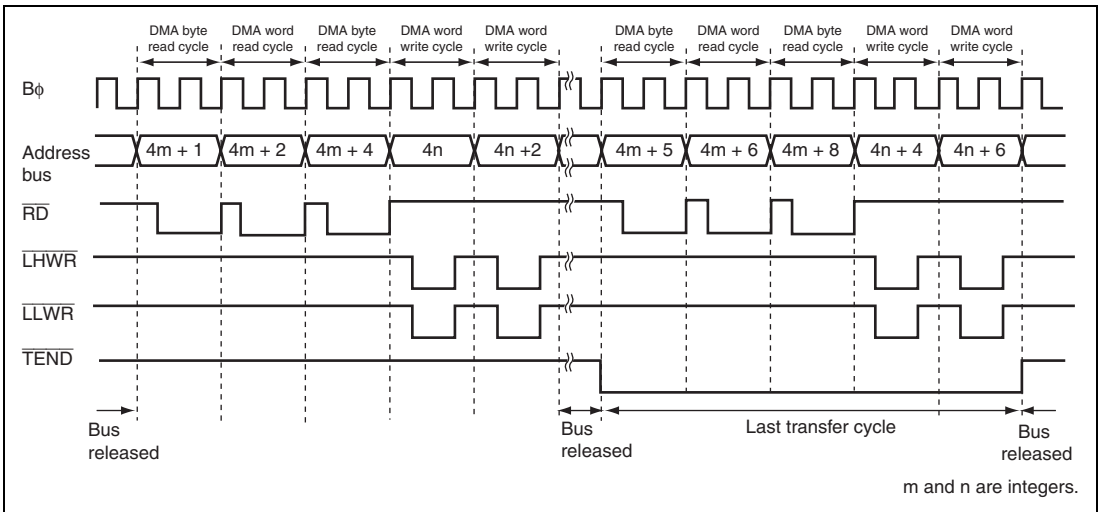 DMA byte read cycle
DMA word read cycle
DMA byte read cycle
DMA word write cycle
DMA word write cycle
DMA byte read cycle
DMA word read cycle
DMA byte read cycle
DMA word write cycle
DMA word write cycle
Bϕ
Address bus
4m + 1
4m + 2
4m + 4
4n
4n +2
4m + 5
4m + 6
4m + 8
4n + 4
4n + 6
RD
LHWR
LLWR
TEND
Bus released
Bus released
Last transfer cycle
Bus released
m and n are integers.